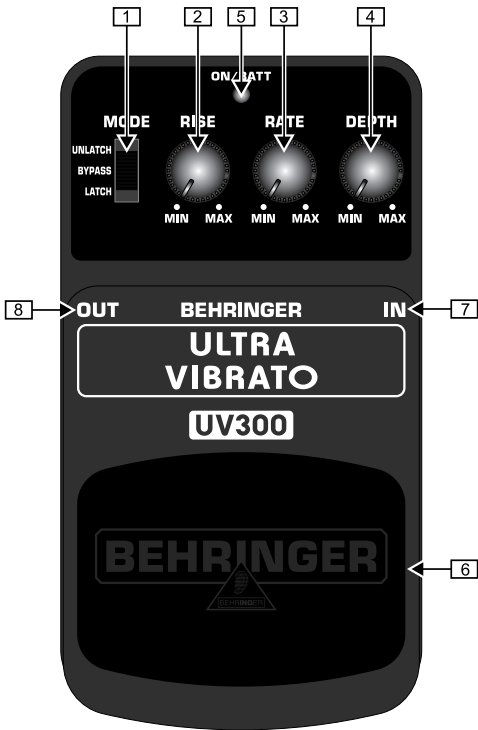 1 2 5 3 4
ON/BATT
MODE RISE RATE DEPTH
UNLATCH
BYPASS
LATCH
MIN MAX MIN MAX MIN MAX
8 OUT BEHRINGER IN 7
ULTRA
VIBRATO
UV300
BEHRINGER
6
BEHRINGER